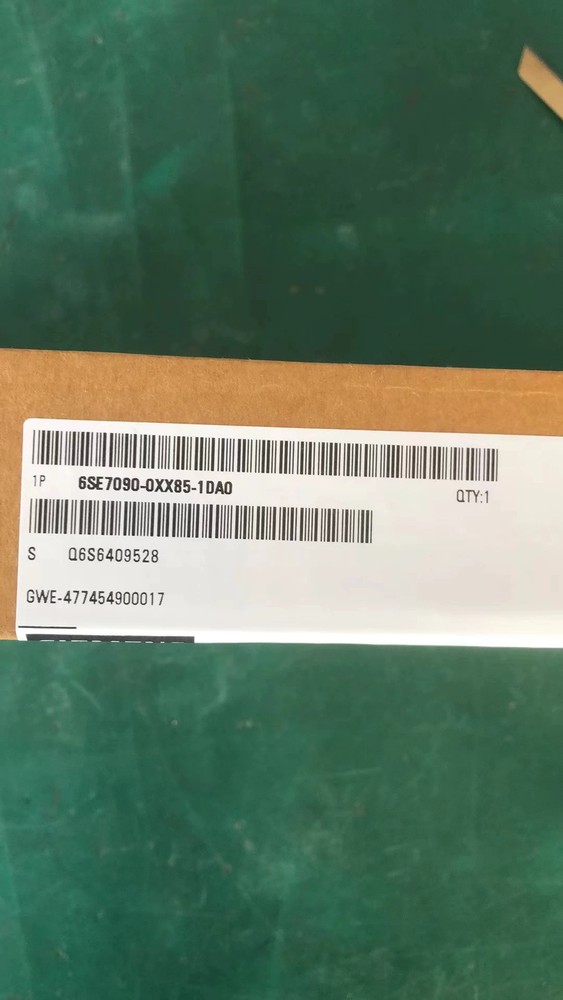 1P 6SE7090-0XX85-1DA0
QTY:1
S Q6S6409528
GWE-477454900017